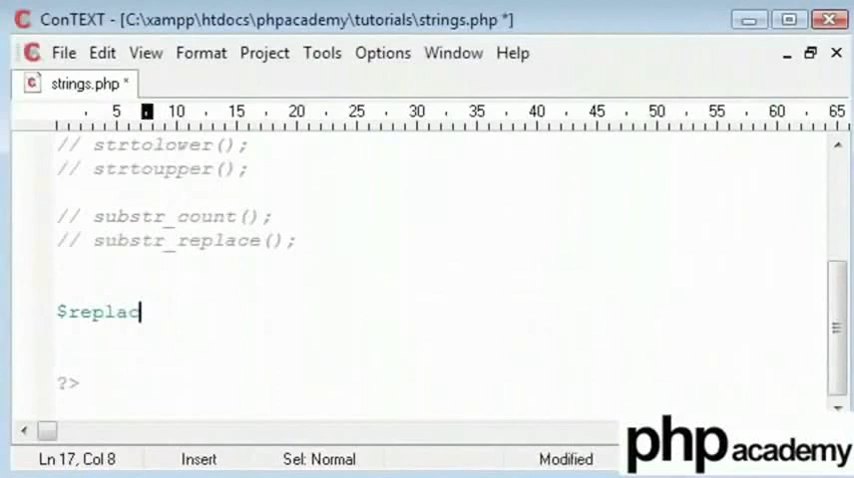 ConTEXT - [C:\xampp\htdocs\phpacademy\tutorials\strings.php *]
File Edit View Format Project Tools Options Window Help
strings.php *
5 10 15 20 25 30 35 40 45 50 55 60 65
// strtolower();
// strtoupper();
// substr_count();
// substr_replace();
$replac
?>
Ln 17, Col 8 Insert Sel: Normal Modified
php academy